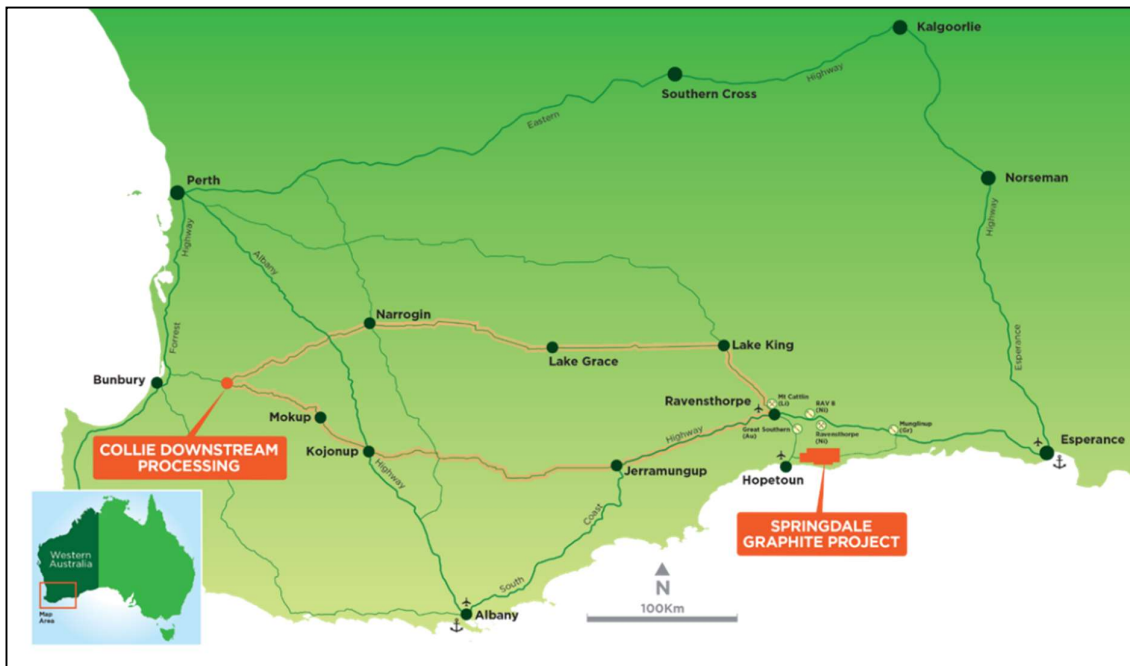 Kalgoorlie
Highway
Southern Cross
Eastern
Perth
Norseman
Highway
Highway
Albany
Narrogin
Forrest
Lake Grace
Lake King
Esperance
Bunbury
Ravensthorpe
Mt Cattlin
(Li)
RAV 8
(Ni)
Mokup
Great Southern
(Au)
Ravensthorpe
(Ni)
Munglinup
(Gr)
COLLIE DOWNSTREAM
PROCESSING
Kojonup
Highway
Highway
Jerramungup
Hopetoun
Esperance
Coast
SPRINGDALE
GRAPHITE PROJECT
Western
Australia
Map
Area
South
Albany
N
100Km